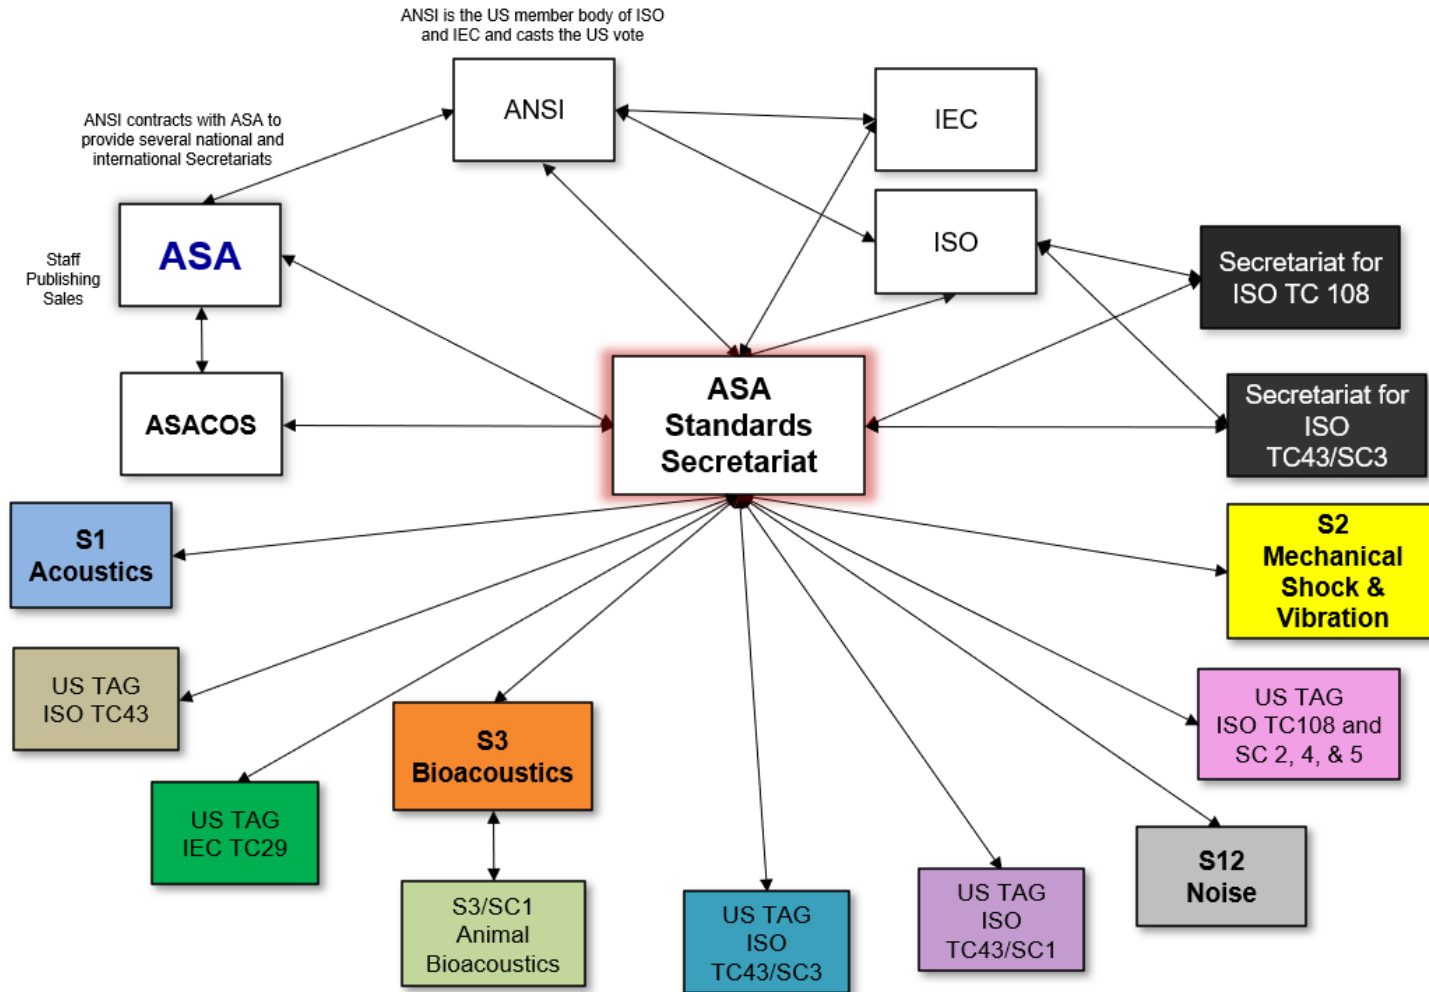 ANSI is the US member body of ISO
and IEC and casts the US vote
ANSI
IEC
ANSI contracts with ASA to
provide several national and
international Secretariats
ASA
Staff
Publishing
Sales
ISO
Secretariat for
ISO TC 108
ASACOS
ASA
Standards
Secretariat
Secretariat for
ISO
TC43/SC3
S1
Acoustics
S2
Mechanical
Shock &
Vibration
US TAG
ISO TC43
S3
Bioacoustics
US TAG
ISO TC108 and
SC 2, 4, & 5
US TAG
IEC TC29
S12
Noise
S3/SC1
Animal
Bioacoustics
US TAG
ISO
TC43/SC3
US TAG
ISO
TC43/SC1